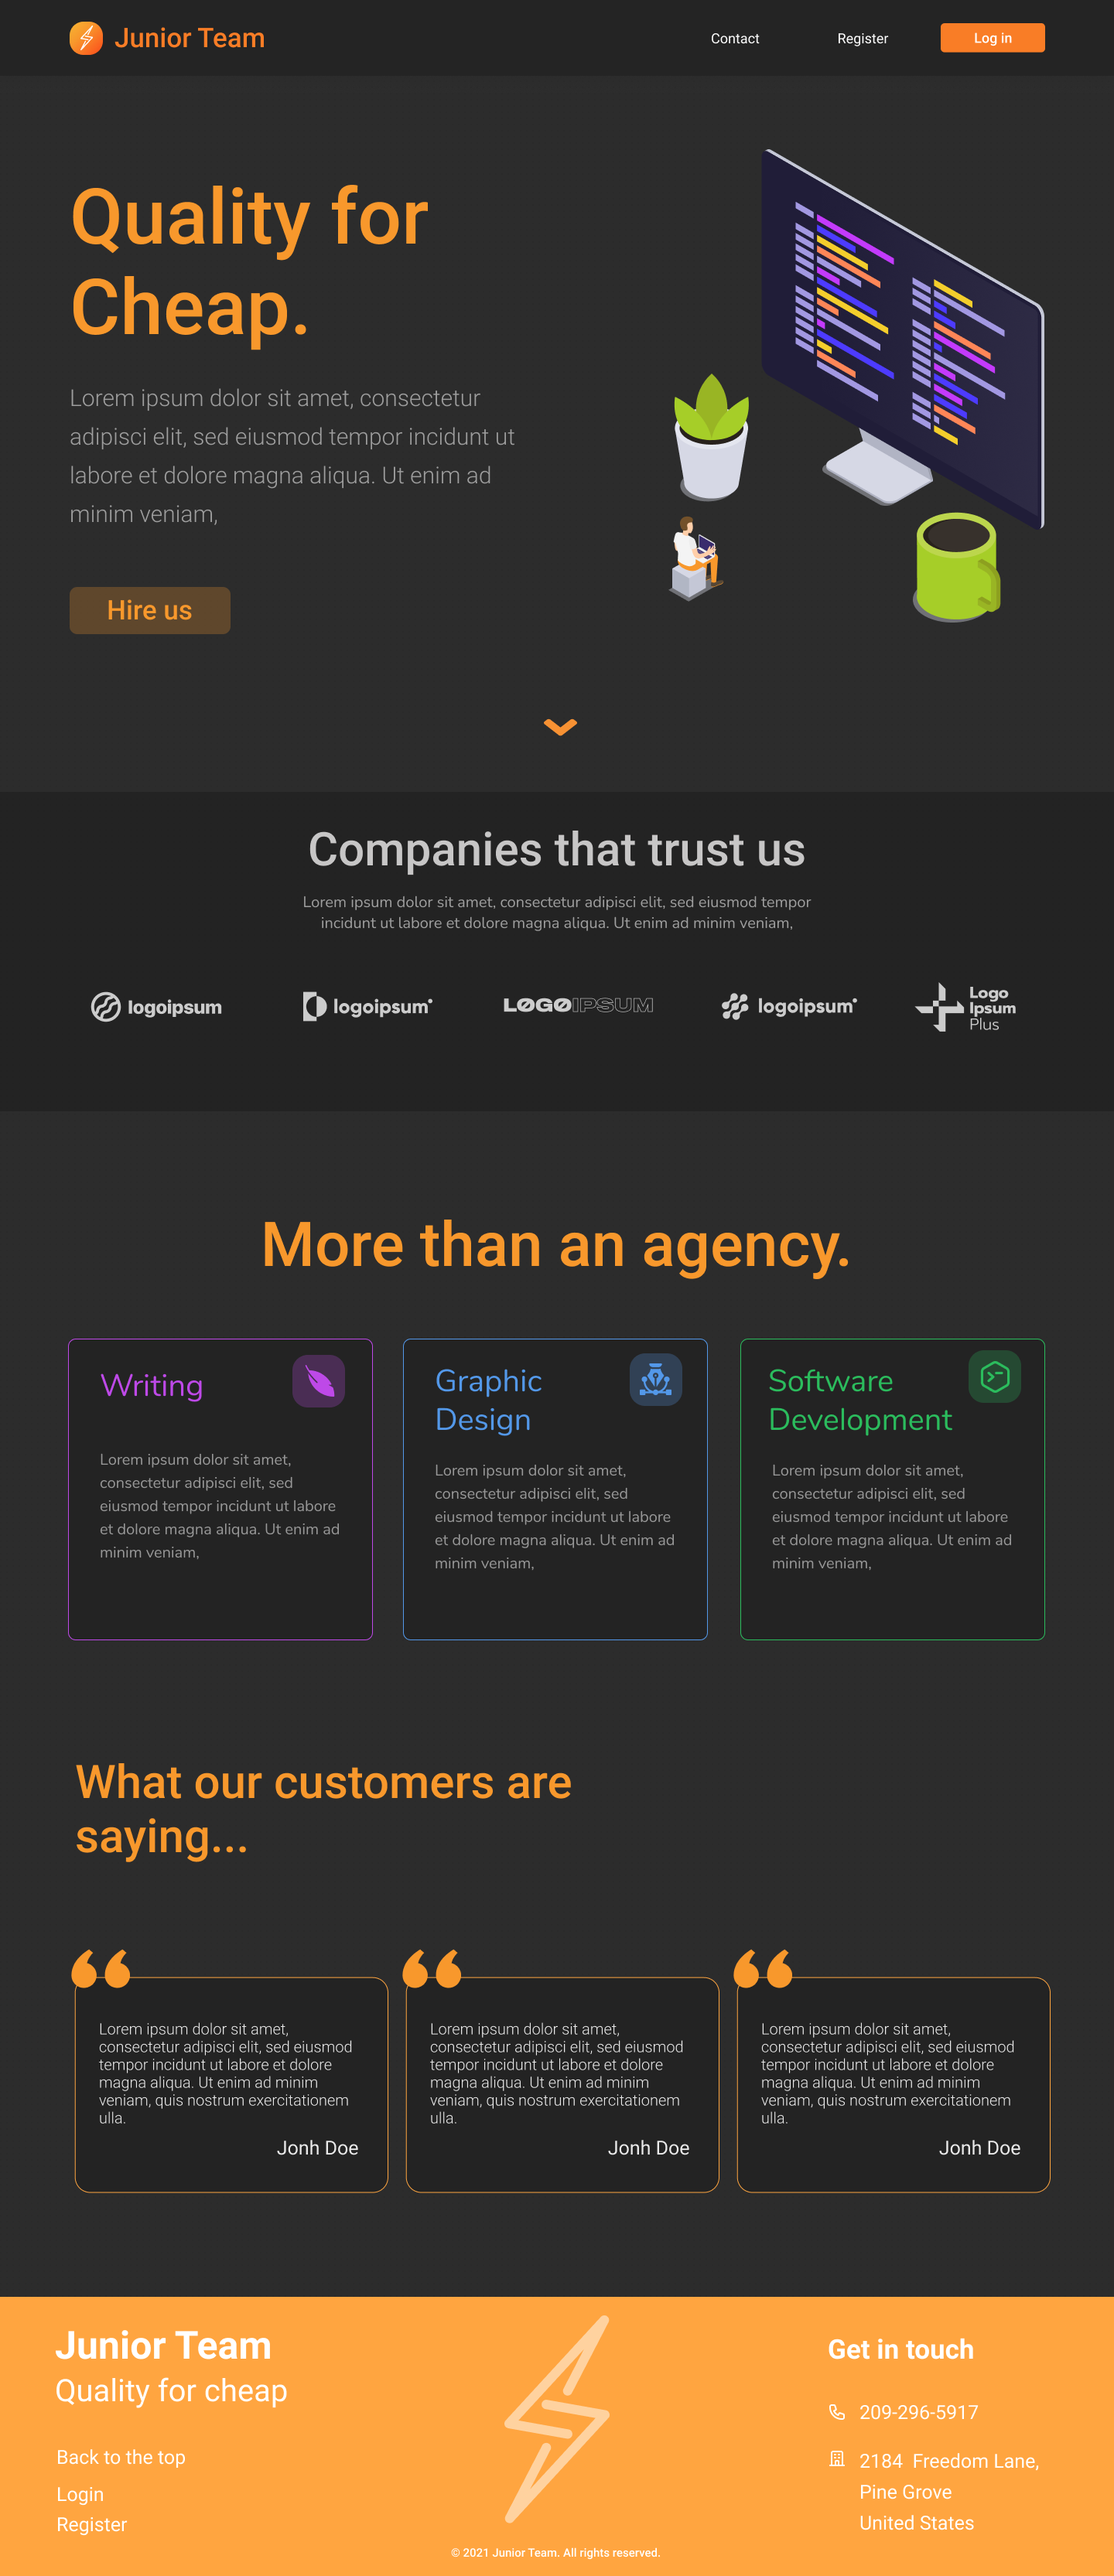 Junior Team
Contact
Register
Log in
Quality for
Cheap.
Lorem ipsum dolor sit amet, consectetur
adipisci elit, sed eiusmod tempor incidunt ut
labore et dolore magna aliqua. Ut enim ad
minim veniam,
Hire us
Companies that trust us
Lorem ipsum dolor sit amet, consectetur adipisci elit, sed eiusmod tempor
incidunt ut labore et dolore magna aliqua. Ut enim ad minim veniam,
logoipsum
logoipsum
LOGOIPSUM
logoipsum
Logo
Ipsum
Plus
More than an agency.
Writing
Lorem ipsum dolor sit amet,
consectetur adipisci elit, sed
eiusmod tempor incidunt ut labore
et dolore magna aliqua. Ut enim ad
minim veniam,
Graphic
Design
Lorem ipsum dolor sit amet,
consectetur adipisci elit, sed
eiusmod tempor incidunt ut labore
et dolore magna aliqua. Ut enim ad
minim veniam,
Software
Development
Lorem ipsum dolor sit amet,
consectetur adipisci elit, sed
eiusmod tempor incidunt ut labore
et dolore magna aliqua. Ut enim ad
minim veniam,
What our customers are
saying...
Lorem ipsum dolor sit amet,
consectetur adipisci elit, sed eiusmod
tempor incidunt ut labore et dolore
magna aliqua. Ut enim ad minim
veniam, quis nostrum exercitationem
ulla.
Jonh Doe
Lorem ipsum dolor sit amet,
consectetur adipisci elit, sed eiusmod
tempor incidunt ut labore et dolore
magna aliqua. Ut enim ad minim
veniam, quis nostrum exercitationem
ulla.
Jonh Doe
Lorem ipsum dolor sit amet,
consectetur adipisci elit, sed eiusmod
tempor incidunt ut labore et dolore
magna aliqua. Ut enim ad minim
veniam, quis nostrum exercitationem
ulla.
Jonh Doe
Junior Team
Quality for cheap
Back to the top
Login
Register
Get in touch
209-296-5917
2184 Freedom Lane,
Pine Grove
United States
© 2021 Junior Team. All rights reserved.